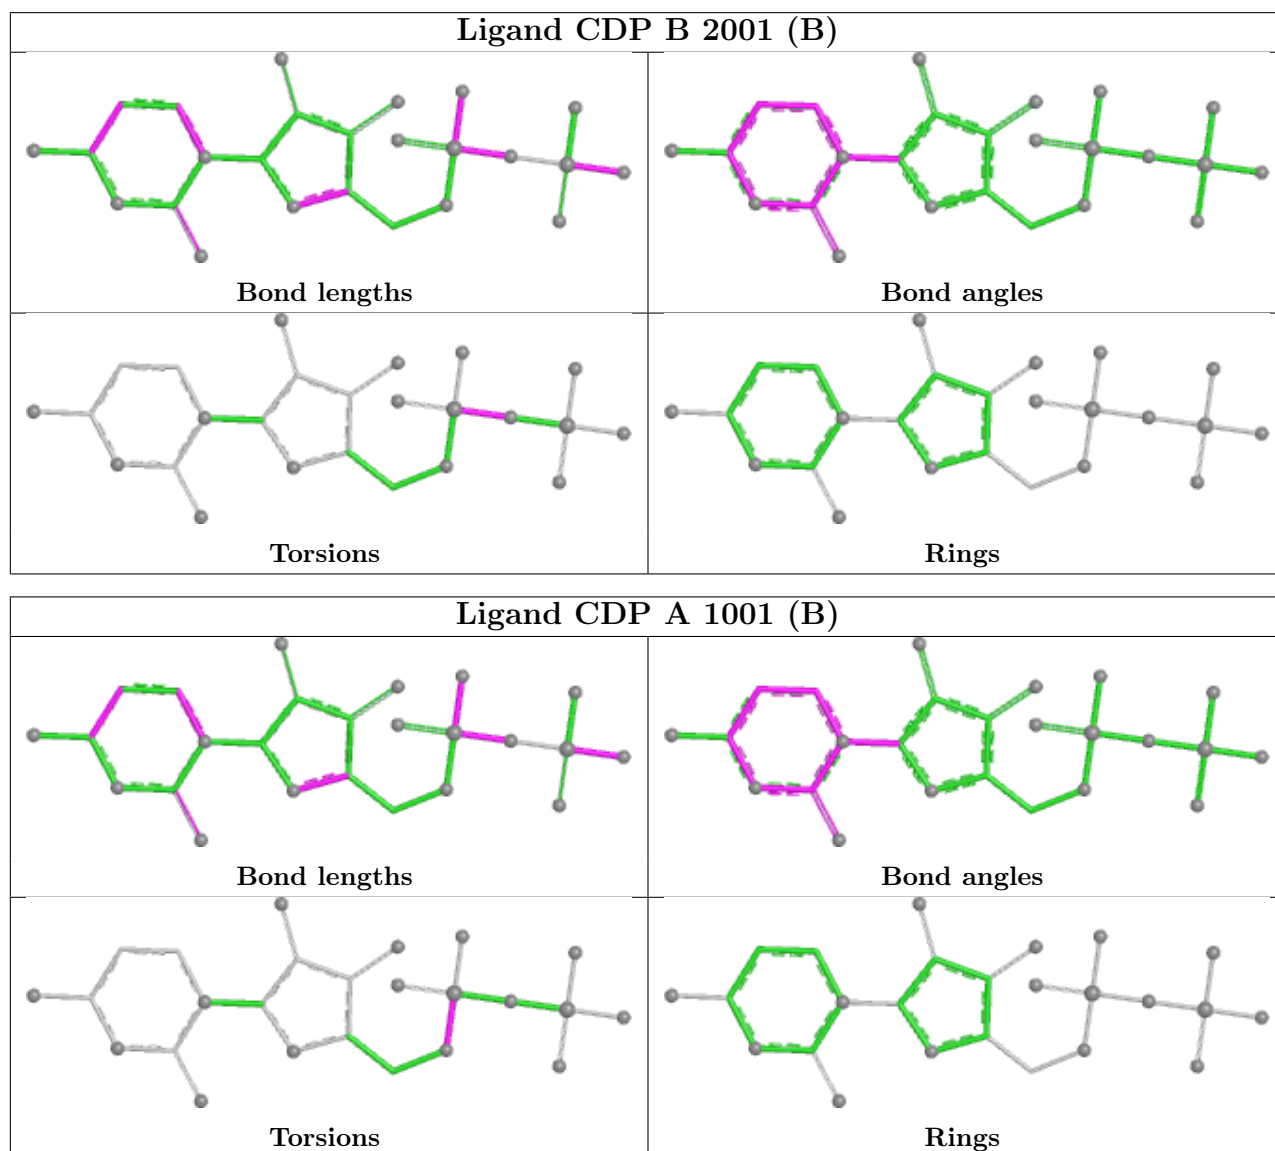 Ligand CDP B 2001 (B)
Bond lengths
Bond angles
Torsions
Rings
Ligand CDP A 1001 (B)
Bond lengths
Bond angles
Torsions
Rings